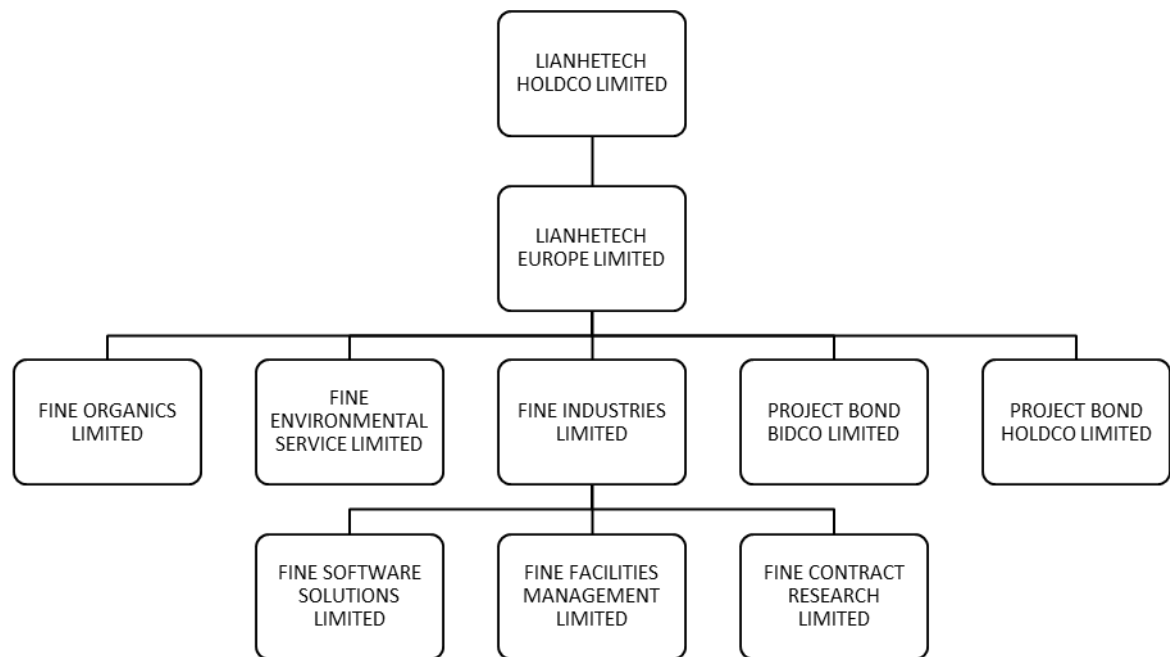 LIANHETECH
HOLDCO LIMITED
LIANHETECH
EUROPE LIMITED
FINE ORGANICS
LIMITED
FINE
ENVIRONMENTAL
SERVICE LIMITED
FINE INDUSTRIES
LIMITED
PROJECT BOND
BIDCO LIMITED
PROJECT BOND
HOLDCO LIMITED
FINE SOFTWARE
SOLUTIONS
LIMITED
FINE FACILITIES
MANAGEMENT
LIMITED
FINE CONTRACT
RESEARCH
LIMITED